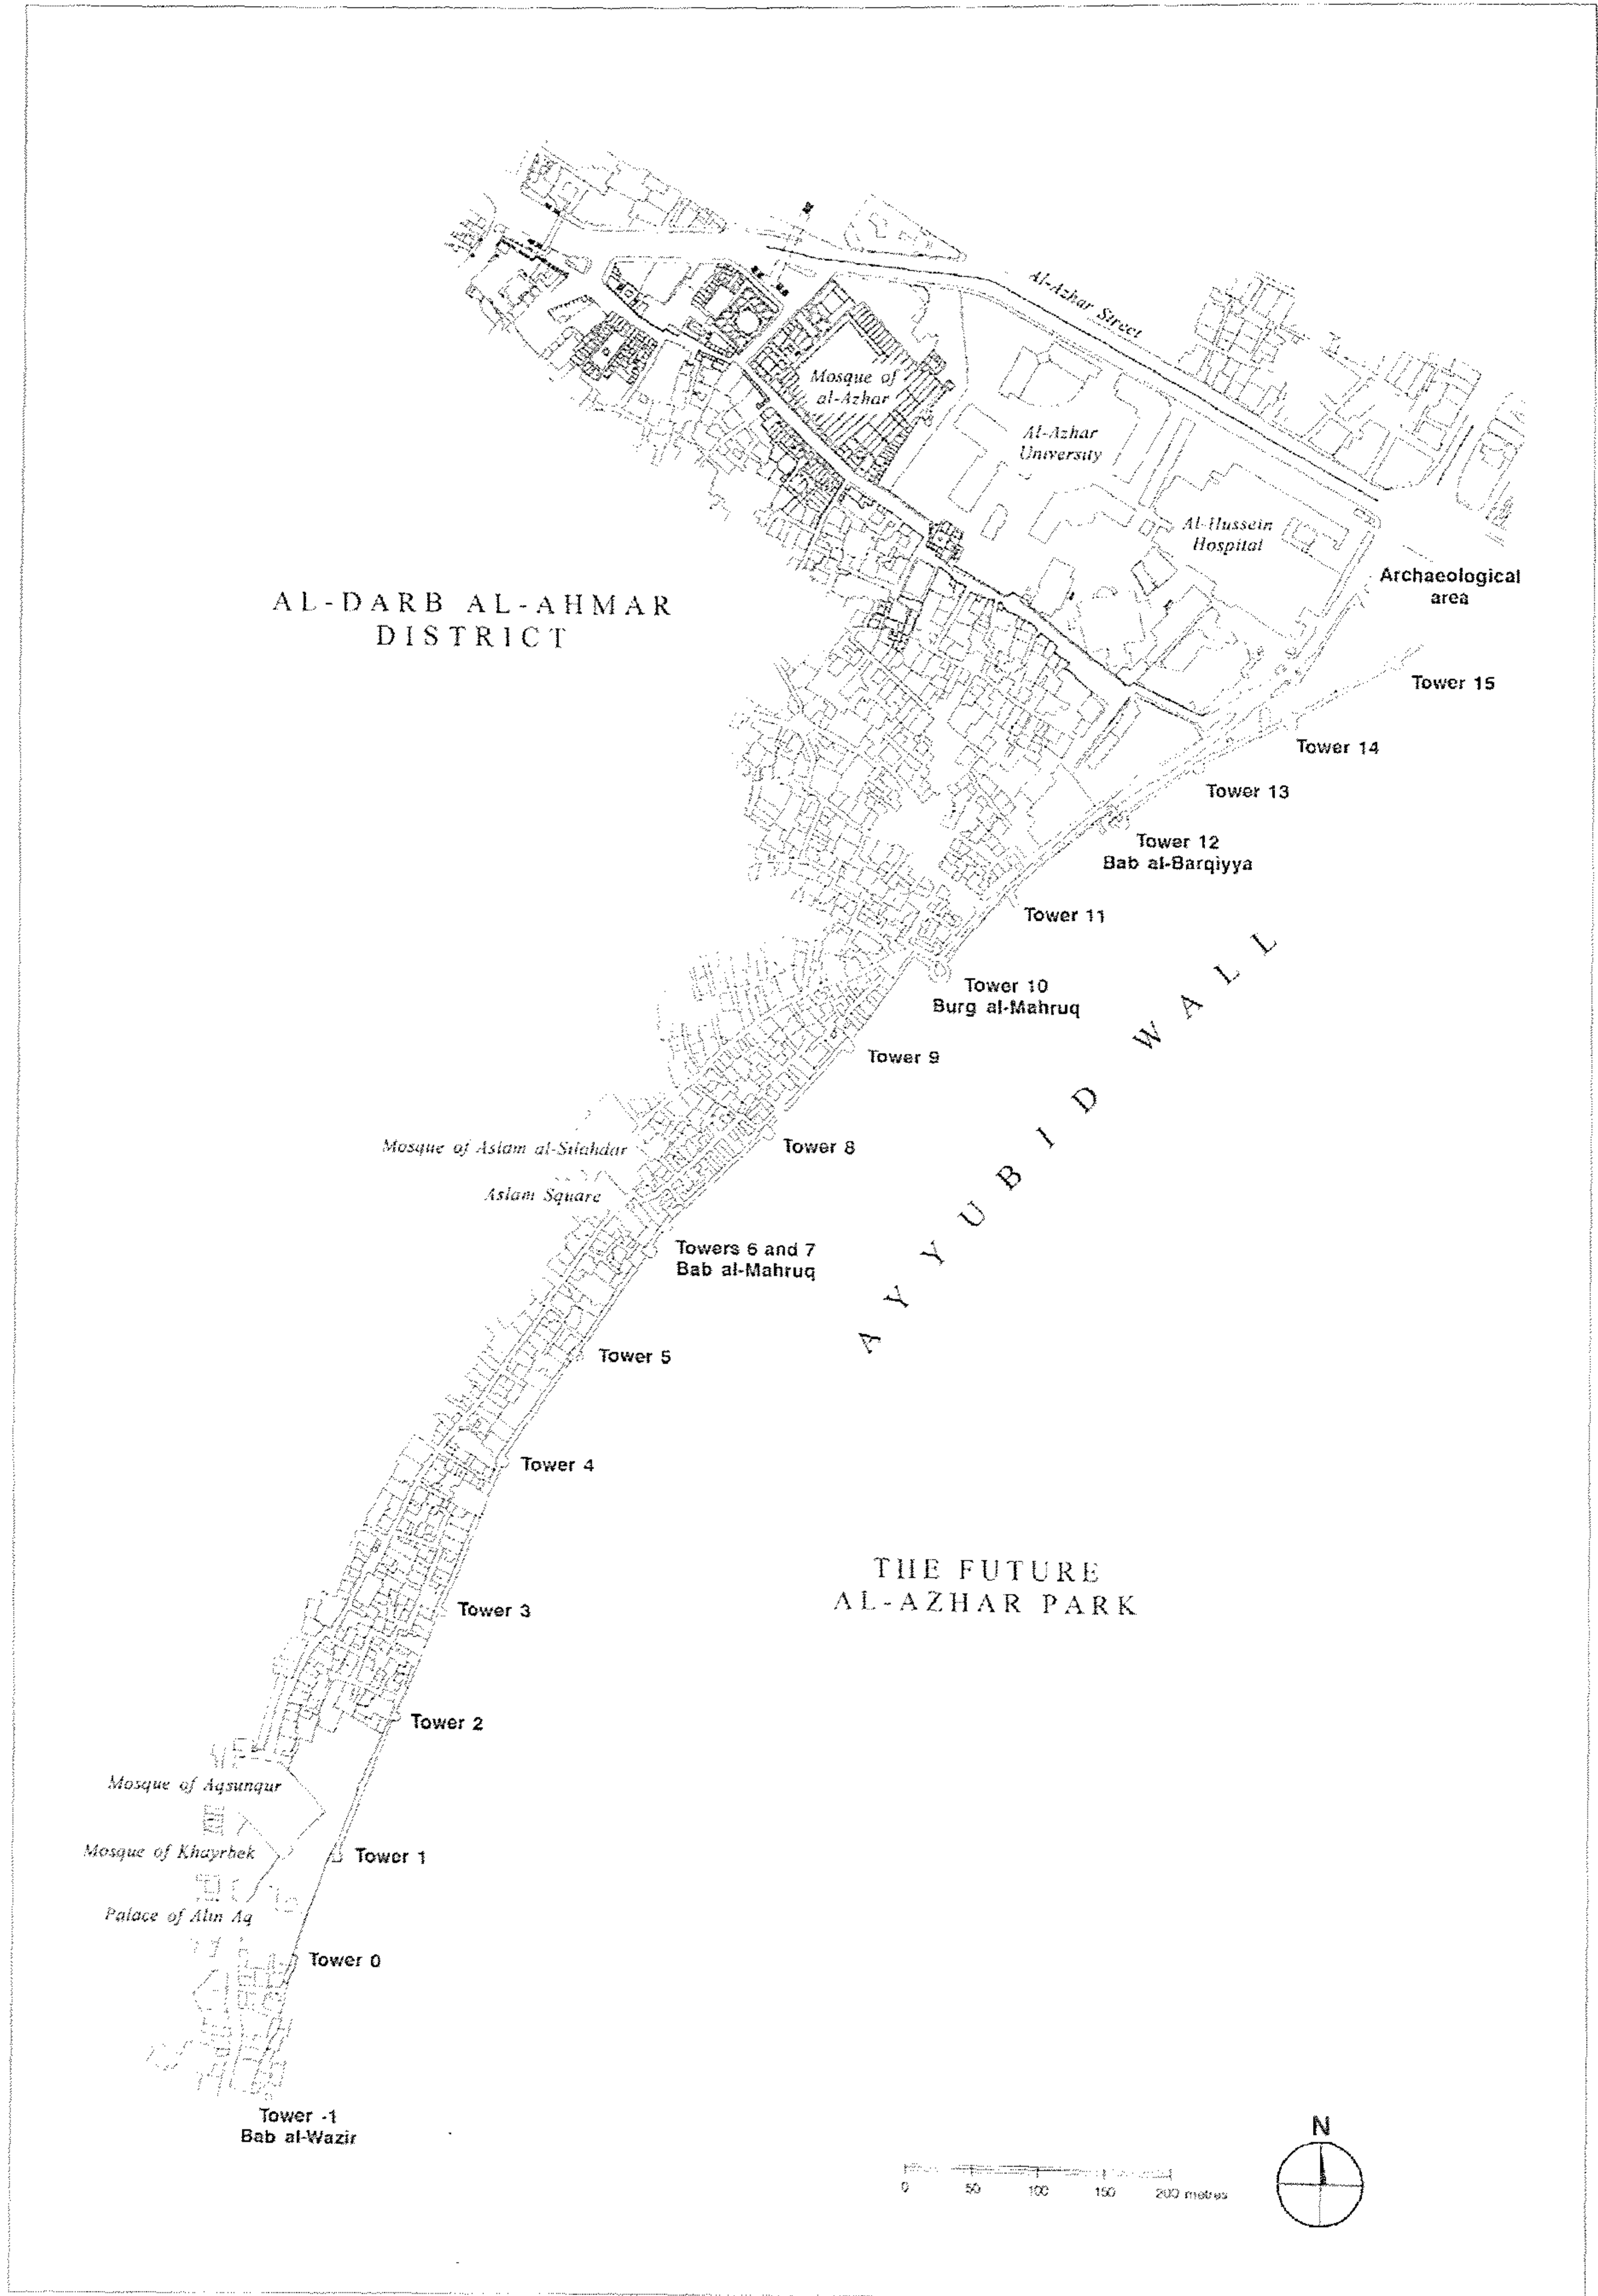 Al-Azhar Street
Mosque of
al-Azhar
Al-Azhar
University
Al-Hussein
Hospital
Archaeological
area
AL-DARB AL-AHMAR
DISTRICT
Tower 15
Tower 14
Tower 13
Tower 12
Bab al-Barqiyya
Tower 11
Tower 10
Burg al-Mahruq
Tower 9
AYYUBID WALL
Mosque of Aslam al-Silahdar
Tower 8
Aslam Square
Towers 6 and 7
Bab al-Mahruq
Tower 5
Tower 4
THE FUTURE
AL-AZHAR PARK
Tower 3
Tower 2
Mosque of Aqsunqur
Mosque of Khayrbek
Tower 1
Palace of Alin Aq
Tower 0
Tower -1
Bab al-Wazir
N
0 50 100 150 200 metres